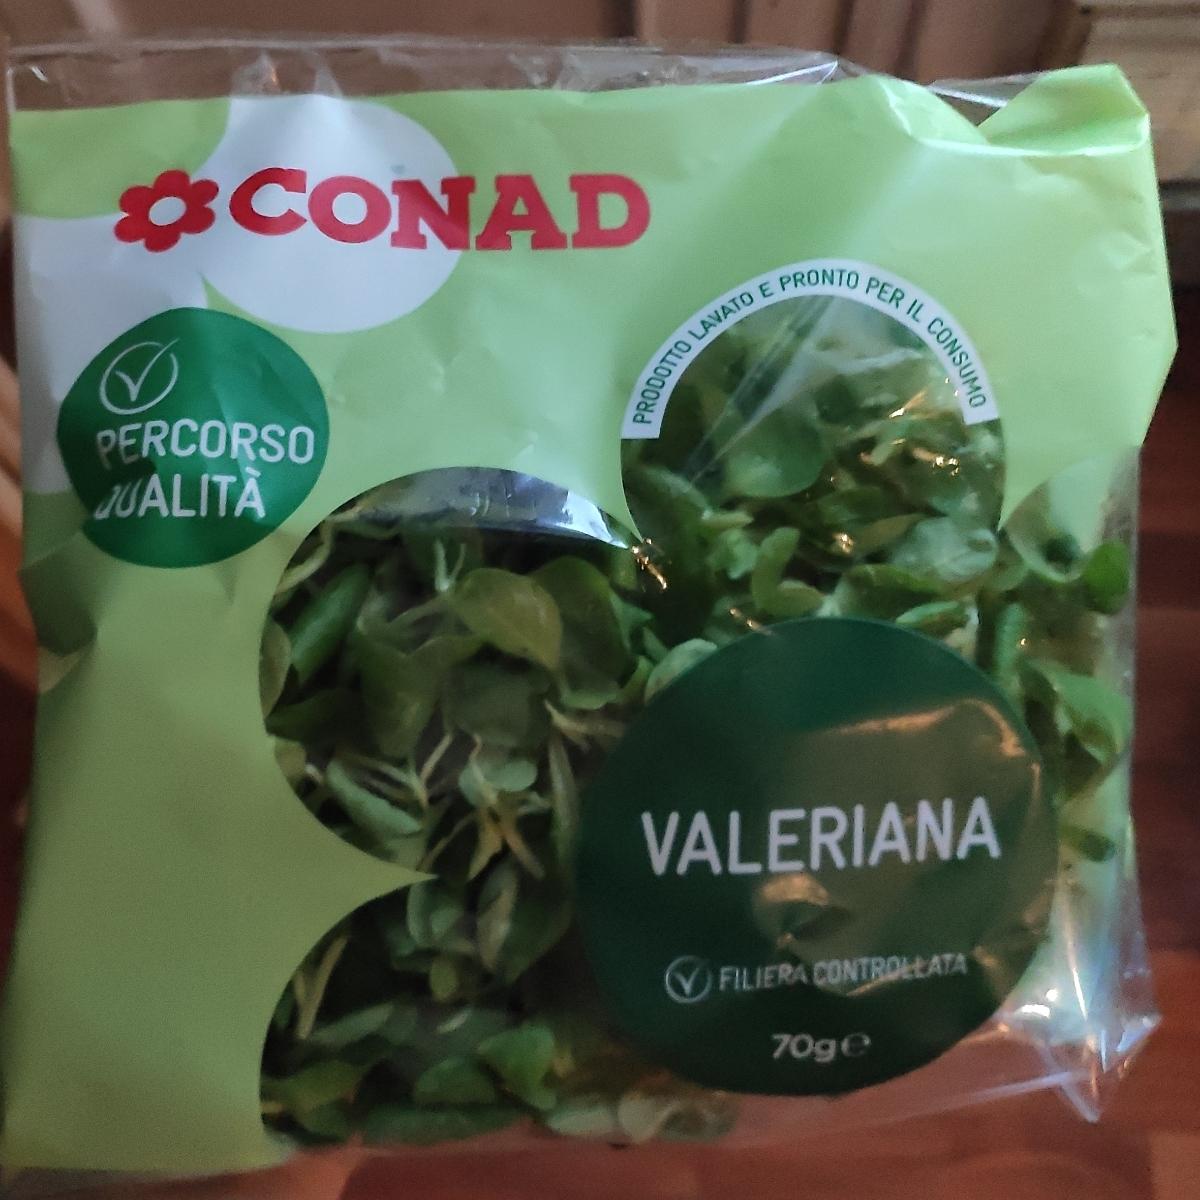 CONAD
PRODOTTO LAVATO E PRONTO PER IL CONSUMO
PERCORSO
QUALITÀ
VALERIANA
FILIERA CONTROLLATA
70g ℮